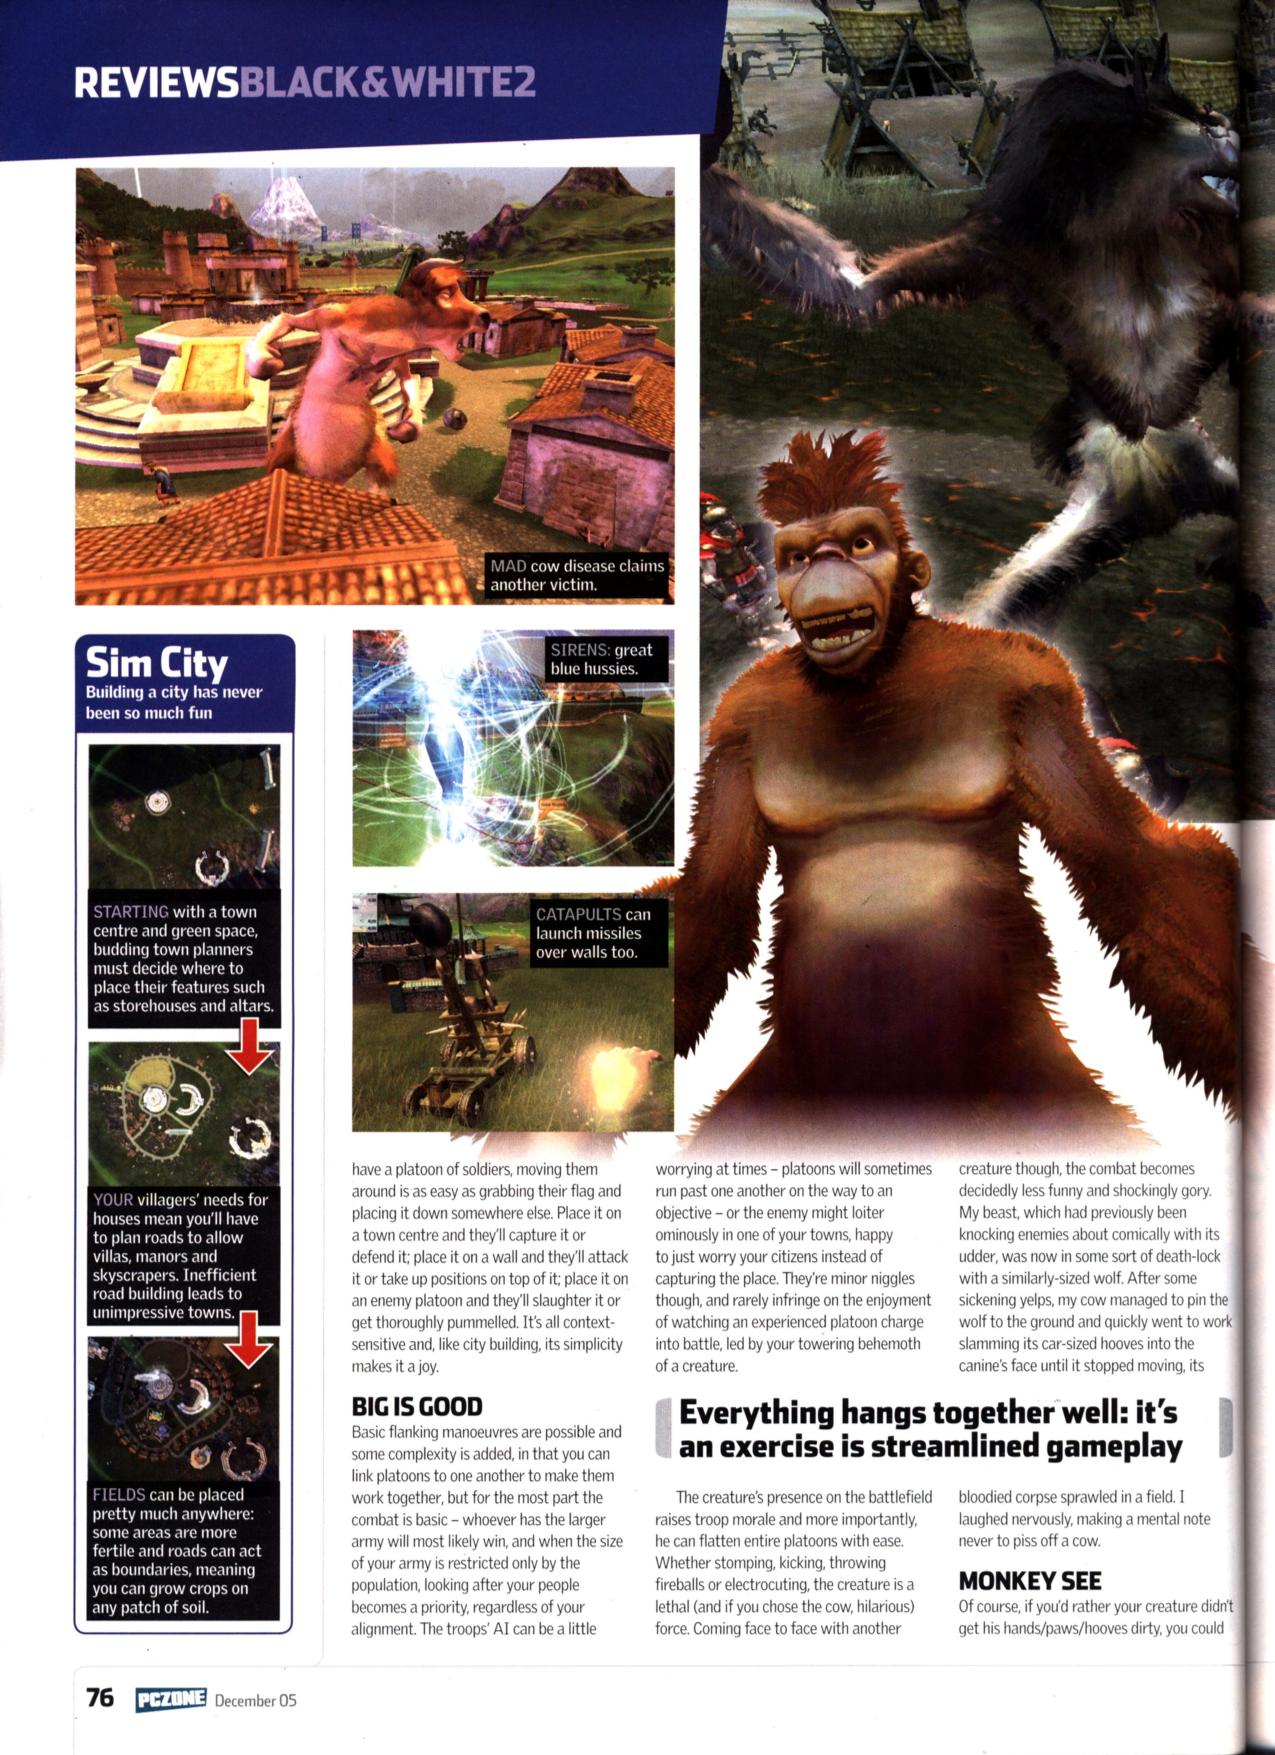 REVIEWSBLACK&WHITE2
MAD cow disease claims
another victim.
Sim City
Building a city has never
been so much fun
STARTING with a town
centre and green space,
budding town planners
must decide where to
place their features such
as storehouses and altars.
YOUR villagers' needs for
houses mean you'll have
to plan roads to allow
villas, manors and
skyscrapers. Inefficient
road building leads to
unimpressive towns.
FIELDS can be placed
pretty much anywhere:
some areas are more
fertile and roads can act
as boundaries, meaning
you can grow crops on
any patch of soil.
SIRENS: great
blue hussies.
CATAPULTS can
launch missiles
over walls too.
have a platoon of soldiers, moving them
around is as easy as grabbing their flag and
placing it down somewhere else. Place it on
a town centre and they'll capture it or
defend it; place it on a wall and they'll attack
it or take up positions on top of it; place it on
an enemy platoon and they'll slaughter it or
get thoroughly pummelled. It's all context-
sensitive and, like city building, its simplicity
makes it a joy.
BIG IS GOOD
Basic flanking manoeuvres are possible and
some complexity is added, in that you can
link platoons to one another to make them
work together, but for the most part the
combat is basic – whoever has the larger
army will most likely win, and when the size
of your army is restricted only by the
population, looking after your people
becomes a priority, regardless of your
alignment. The troops' AI can be a little
worrying at times – platoons will sometimes
run past one another on the way to an
objective – or the enemy might loiter
ominously in one of your towns, happy
to just worry your citizens instead of
capturing the place. They're minor niggles
though, and rarely infringe on the enjoyment
of watching an experienced platoon charge
into battle, led by your towering behemoth
of a creature.
Everything hangs together well: it's
an exercise is streamlined gameplay
The creature's presence on the battlefield
raises troop morale and more importantly,
he can flatten entire platoons with ease.
Whether stomping, kicking, throwing
fireballs or electrocuting, the creature is a
lethal (and if you chose the cow, hilarious)
force. Coming face to face with another
creature though, the combat becomes
decidedly less funny and shockingly gory.
My beast, which had previously been
knocking enemies about comically with its
udder, was now in some sort of death-lock
with a similarly-sized wolf. After some
sickening yelps, my cow managed to pin the
wolf to the ground and quickly went to work
slamming its car-sized hooves into the
canine's face until it stopped moving, its
bloodied corpse sprawled in a field. I
laughed nervously, making a mental note
never to piss off a cow.
MONKEY SEE
Of course, if you'd rather your creature didn't
get his hands/paws/hooves dirty, you could
76 PCZONE December 05